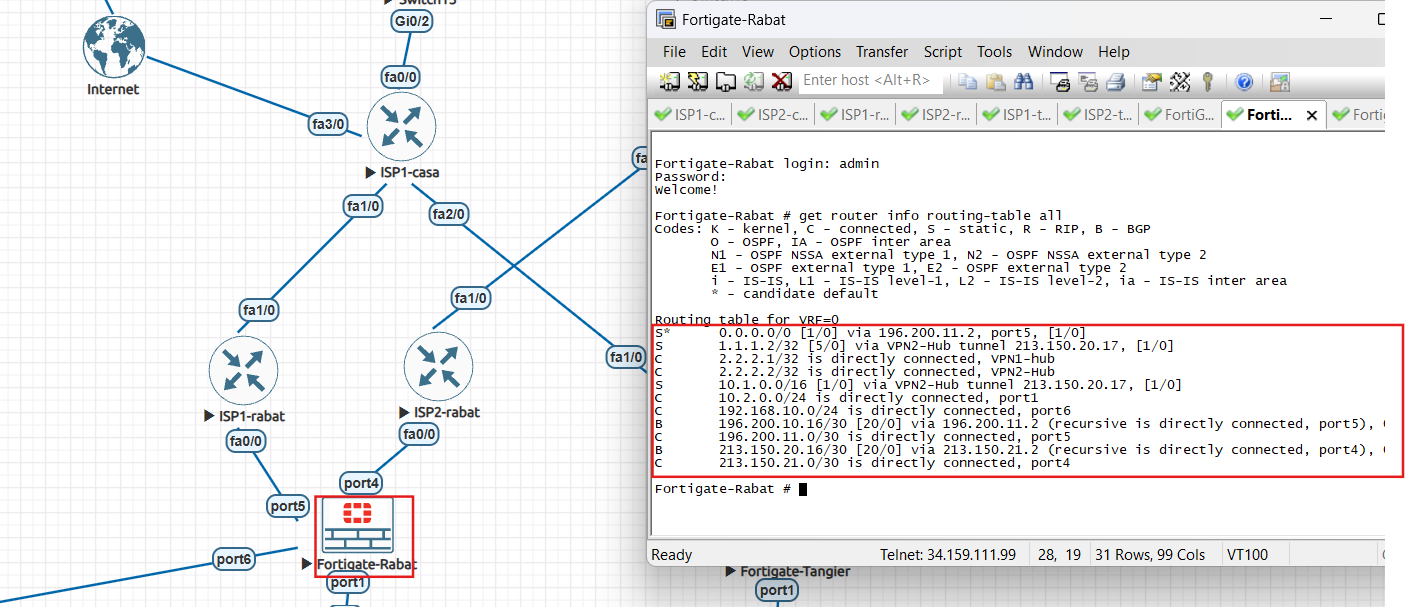 Switch15
Gi0/2
fa0/0
Internet
fa3/0
ISP1-casa
fa
fa1/0
fa2/0
fa1/0
fa1/0
fa1/0
ISP1-rabat
ISP2-rabat
fa0/0
fa0/0
port4
port5
port6
Fortigate-Rabat
port1
Fortigate-Tangier
port1
Fortigate-Rabat
File Edit View Options Transfer Script Tools Window Help
Enter host <Alt+R>
ISP1-c... ISP2-c... ISP1-r... ISP2-r... ISP1-t... ISP2-t... FortiG... Forti... Forti
Fortigate-Rabat login: admin
Password:
Welcome!
Fortigate-Rabat # get router info routing-table all
Codes: K - kernel, C - connected, S - static, R - RIP, B - BGP
O - OSPF, IA - OSPF inter area
N1 - OSPF NSSA external type 1, N2 - OSPF NSSA external type 2
E1 - OSPF external type 1, E2 - OSPF external type 2
i - IS-IS, L1 - IS-IS level-1, L2 - IS-IS level-2, ia - IS-IS inter area
* - candidate default
Routing table for VRF=0
S* 0.0.0.0/0 [1/0] via 196.200.11.2, port5, [1/0]
S 1.1.1.2/32 [5/0] via VPN2-Hub tunnel 213.150.20.17, [1/0]
C 2.2.2.1/32 is directly connected, VPN1-hub
C 2.2.2.2/32 is directly connected, VPN2-Hub
S 10.1.0.0/16 [1/0] via VPN2-Hub tunnel 213.150.20.17, [1/0]
C 10.2.0.0/24 is directly connected, port1
C 192.168.10.0/24 is directly connected, port6
B 196.200.10.16/30 [20/0] via 196.200.11.2 (recursive is directly connected, port5),
C 196.200.11.0/30 is directly connected, port5
B 213.150.20.16/30 [20/0] via 213.150.21.2 (recursive is directly connected, port4),
C 213.150.21.0/30 is directly connected, port4
Fortigate-Rabat #
Ready Telnet: 34.159.111.99 28, 19 31 Rows, 99 Cols VT100